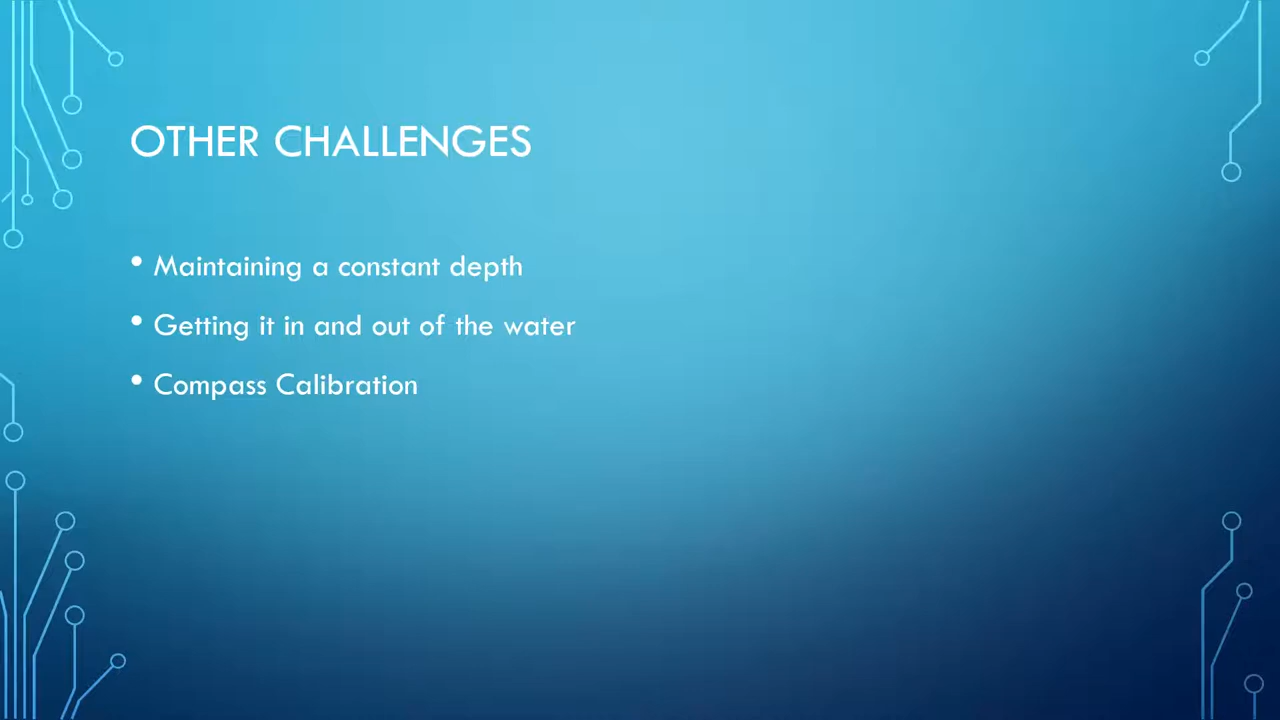 OTHER CHALLENGES
• Maintaining a constant depth
• Getting it in and out of the water
• Compass Calibration